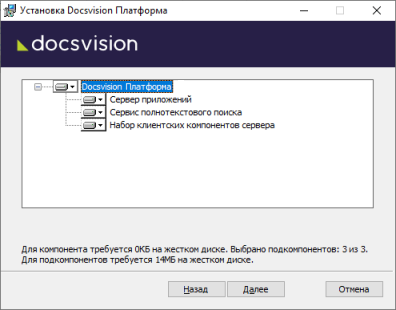 Установка Docsvision Платформа
docsvision
Docsvision Платформа
Сервер приложений
Сервис полнотекстового поиска
Набор клиентских компонентов сервера
Для компонента требуется 0КБ на жестком диске. Выбрано подкомпонентов: 3 из 3.
Для подкомпонентов требуется 14МБ на жестком диске.
Назад Далее Отмена